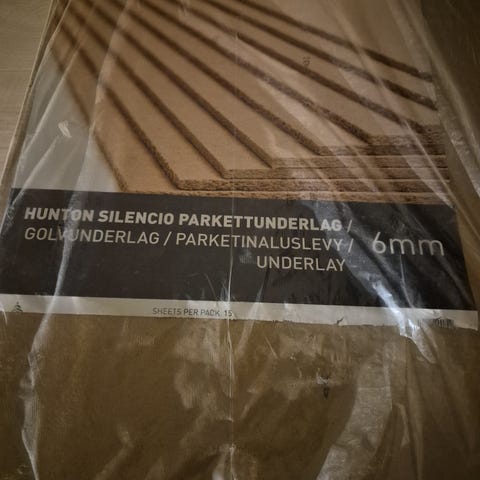 HUNTON SILENCIO PARKETTUNDERLAG /
GOLVUNDERLAG / PARKETINALUSLEVY / 6mm
UNDERLAY
SHEETS PER PACK 15